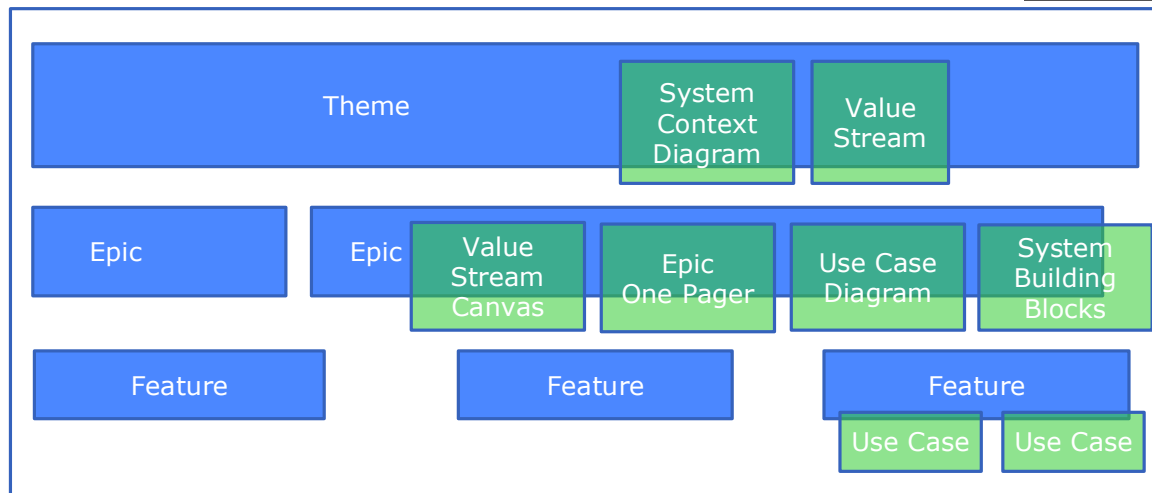 Theme
System
Context
Diagram
Value
Stream
Epic
Epic
Value
Stream
Canvas
Epic
One Pager
Use Case
Diagram
System
Building
Blocks
Feature
Feature
Feature
Use Case
Use Case